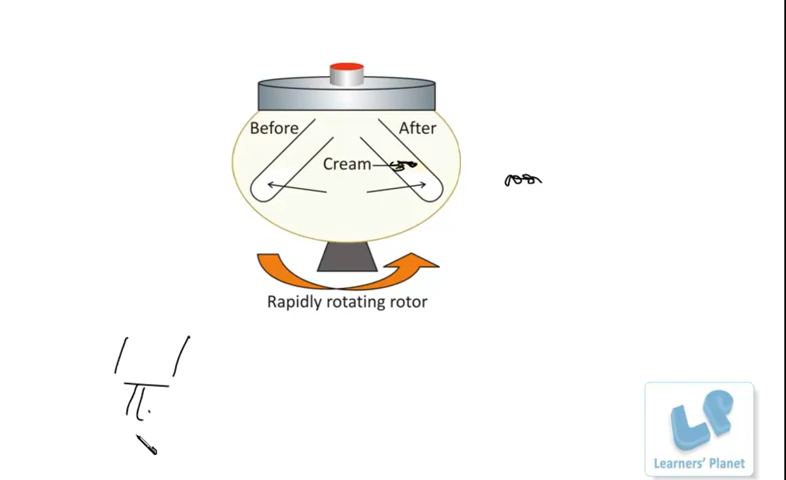 Before After
Cream
Rapidly rotating rotor
LP
Learners' Planet